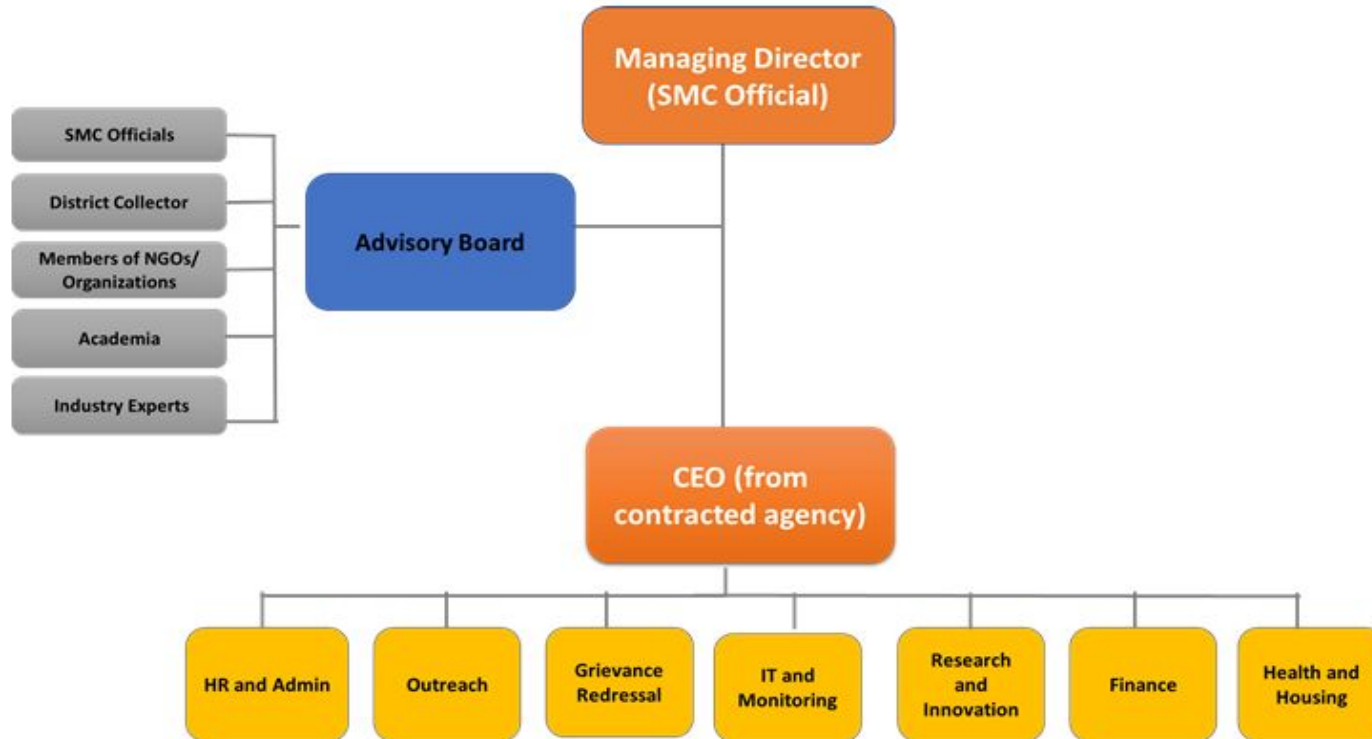 Managing Director
(SMC Official)
SMC Officials
District Collector
Members of NGOs/
Organizations
Academia
Industry Experts
Advisory Board
CEO (from
contracted agency)
HR and Admin
Outreach
Grievance
Redressal
IT and
Monitoring
Research
and
Innovation
Finance
Health and
Housing